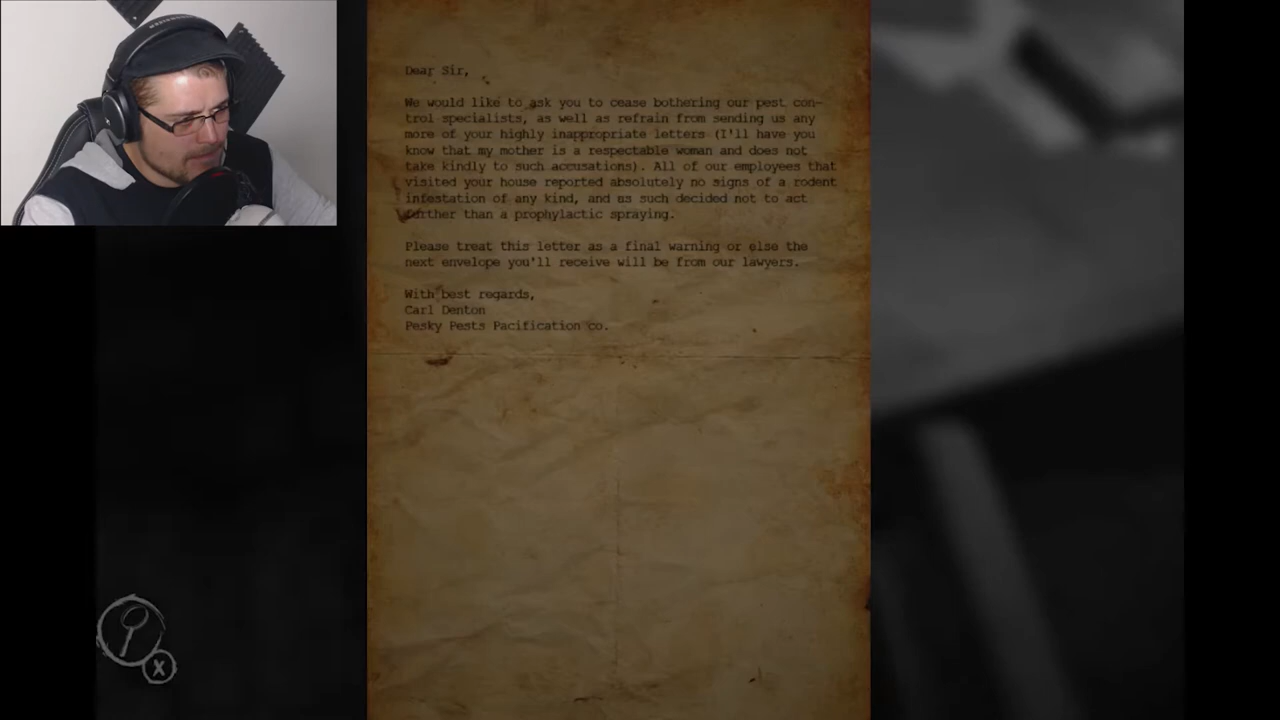 Dear Sir,
We would like to ask you to cease bothering our pest con-
trol specialists, as well as refrain from sending us any
more of your highly inappropriate letters (I'll have you
know that my mother is a respectable woman and does not
take kindly to such accusations). All of our employees that
visited your house reported absolutely no signs of a rodent
infestation of any kind, and as such decided not to act
further than a prophylactic spraying.
Please treat this letter as a final warning or else the
next envelope you'll receive will be from our lawyers.
With best regards,
Carl Denton
Pesky Pests Pacification co.
X